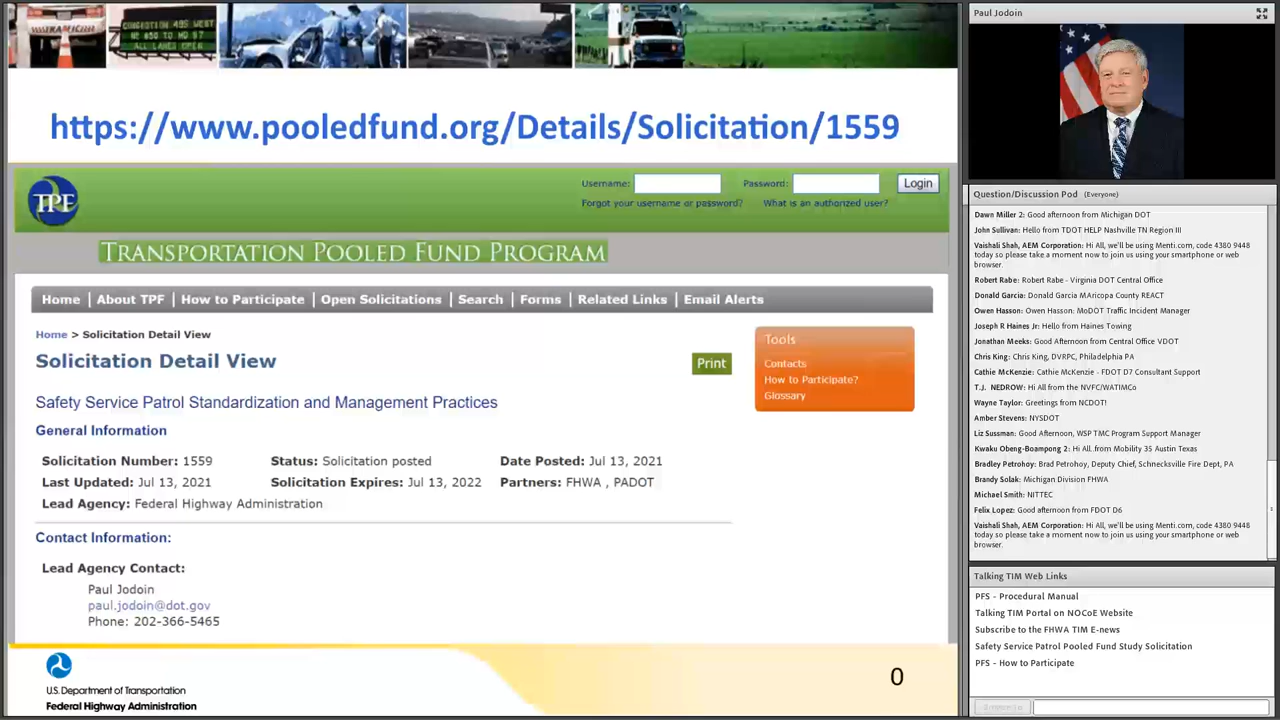 TRAFFICOP
CONGESTION 495 WEST
NE 650 TO MD 97
ALL LANES OPEN
https://www.pooledfund.org/Details/Solicitation/1559
TPF
Username:
Password:
Login
Forgot your username or password?
What is an authorized user?
TRANSPORTATION POOLED FUND PROGRAM
Home | About TPF | How to Participate | Open Solicitations | Search | Forms | Related Links | Email Alerts
Home > Solicitation Detail View
Solicitation Detail View
Print
Tools
Contacts
How to Participate?
Glossary
Safety Service Patrol Standardization and Management Practices
General Information
Solicitation Number: 1559 Status: Solicitation posted Date Posted: Jul 13, 2021
Last Updated: Jul 13, 2021 Solicitation Expires: Jul 13, 2022 Partners: FHWA , PADOT
Lead Agency: Federal Highway Administration
Contact Information:
Lead Agency Contact:
Paul Jodoin
paul.jodoin@dot.gov
Phone: 202-366-5465
U.S. Department of Transportation
Federal Highway Administration
0
Paul Jodoin
Question/Discussion Pod (Everyone)
Dawn Miller 2: Good afternoon from Michigan DOT
John Sullivan: Hello from TDOT HELP Nashville TN Region III
Vaishali Shah, AEM Corporation: Hi All, we'll be using Menti.com, code 4380 9448
today so please take a moment now to join us using your smartphone or web
browser.
Robert Rabe: Robert Rabe - Virginia DOT Central Office
Donald Garcia: Donald Garcia MAricopa County REACT
Owen Hasson: Owen Hasson: MoDOT Traffic Incident Manager
Joseph R Haines Jr: Hello from Haines Towing
Jonathan Meeks: Good Afternoon from Central Office VDOT
Chris King: Chris King, DVRPC, Philadelphia PA
Cathie McKenzie: Cathie McKenzie - FDOT D7 Consultant Support
T.J. NEDROW: Hi All from the NVFC/WATIMCo
Wayne Taylor: Greetings from NCDOT!
Amber Stevens: NYSDOT
Liz Sussman: Good Afternoon, WSP TMC Program Support Manager
Kwaku Obeng-Boampong 2: Hi All..from Mobility 35 Austin Texas
Bradley Petrohoy: Brad Petrohoy, Deputy Chief, Schnecksville Fire Dept, PA
Brandy Solak: Michigan Division FHWA
Michael Smith: NITTEC
Felix Lopez: Good afternoon from FDOT D6
Vaishali Shah, AEM Corporation: Hi All, we'll be using Menti.com, code 4380 9448
today so please take a moment now to join us using your smartphone or web
browser.
Talking TIM Web Links
PFS - Procedural Manual
Talking TIM Portal on NOCoE Website
Subscribe to the FHWA TIM E-news
Safety Service Patrol Pooled Fund Study Solicitation
PFS - How to Participate